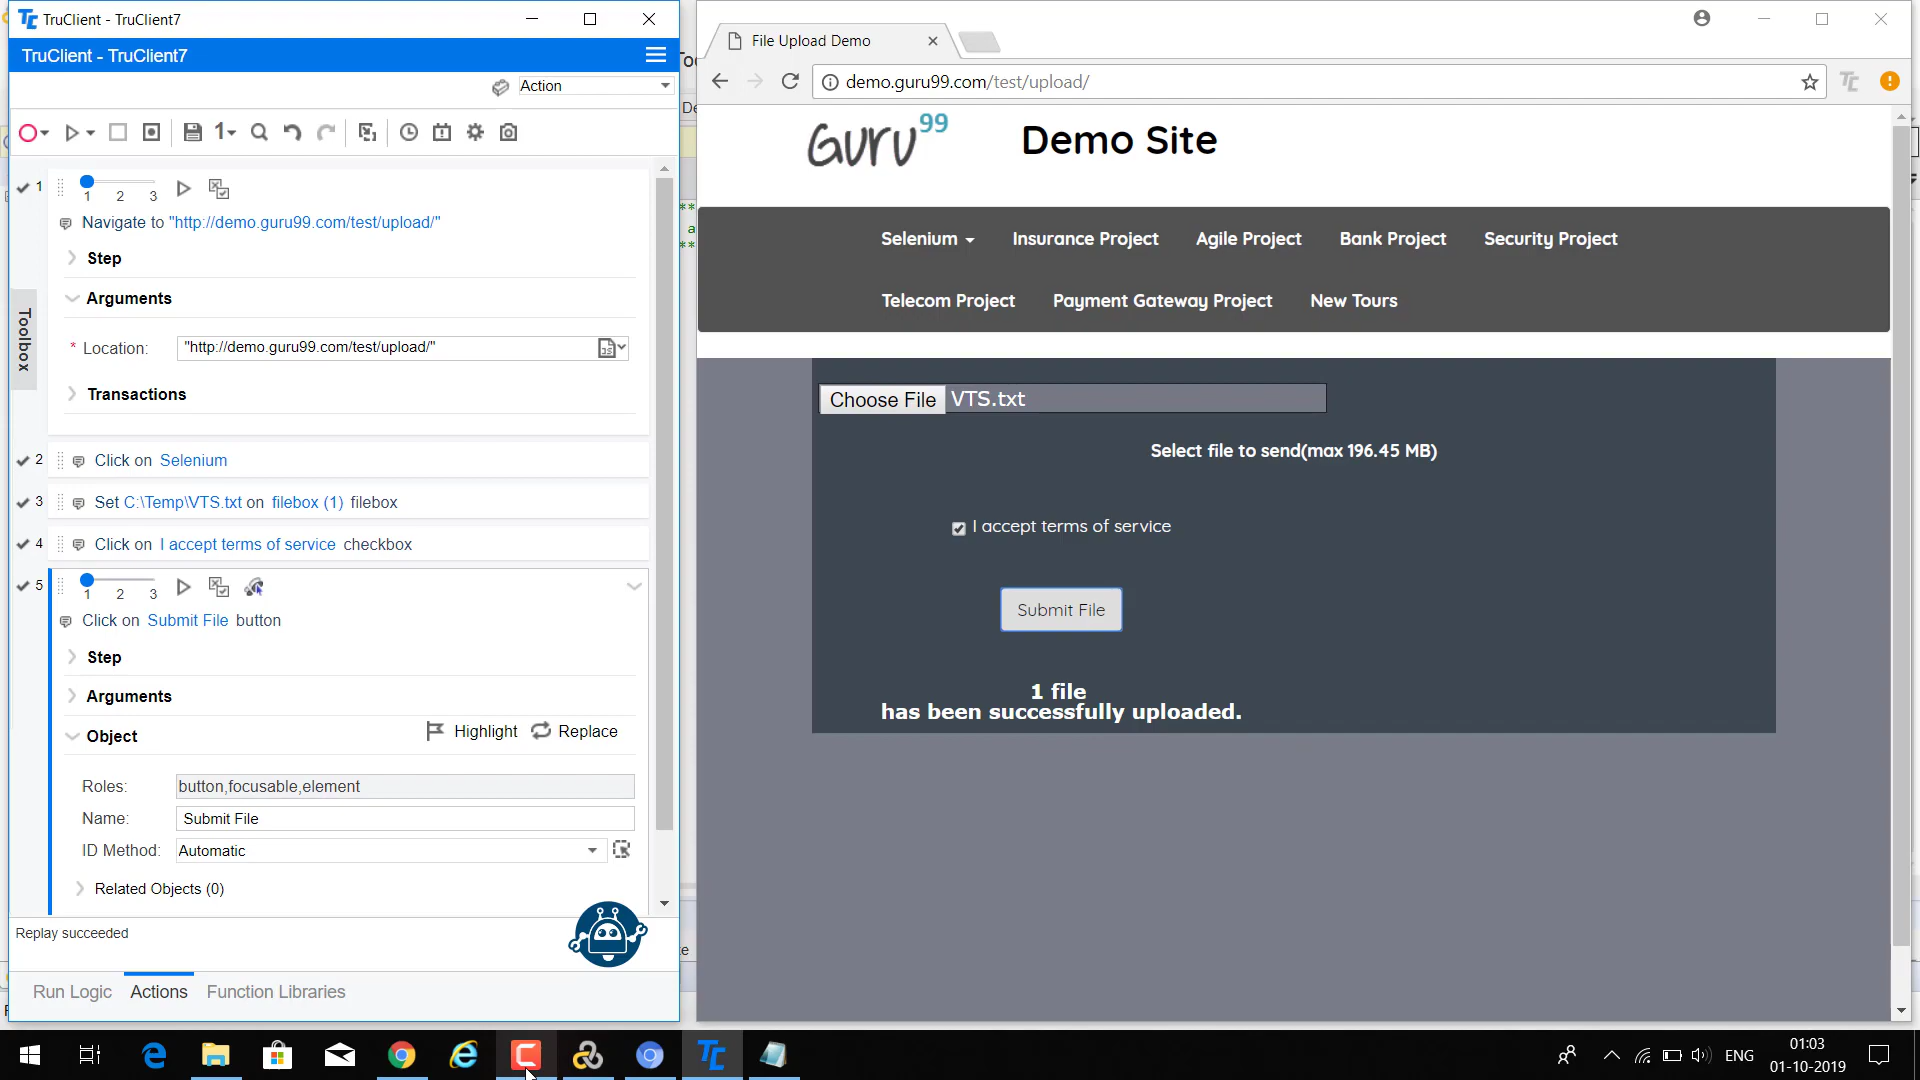 TruClient - TruClient7
TruClient - TruClient7
Action
1
1 2 3
Navigate to "http://demo.guru99.com/test/upload/"
Step
Arguments
* Location: "http://demo.guru99.com/test/upload/"
JS
Transactions
Toolbox
2 Click on Selenium
3 Set C:\Temp\VTS.txt on filebox (1) filebox
4 Click on I accept terms of service checkbox
5
1 2 3
Click on Submit File button
Step
Arguments
Object
Highlight Replace
Roles: button,focusable,element
Name: Submit File
ID Method: Automatic
Related Objects (0)
Replay succeeded
Run Logic Actions Function Libraries
File Upload Demo
demo.guru99.com/test/upload/
Guru99
Demo Site
Selenium Insurance Project Agile Project Bank Project Security Project
Telecom Project Payment Gateway Project New Tours
Choose File VTS.txt
Select file to send(max 196.45 MB)
I accept terms of service
Submit File
1 file
has been successfully uploaded.
ENG
01:03
01-10-2019